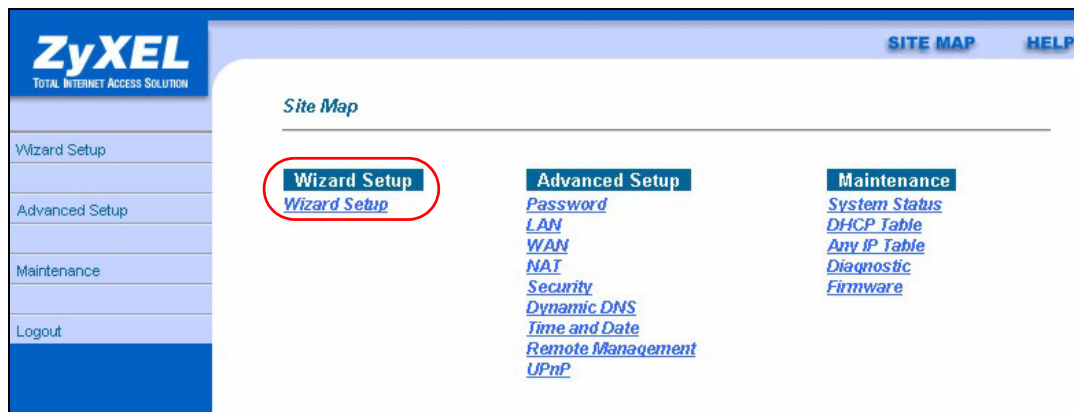 ZyXEL
TOTAL INTERNET ACCESS SOLUTION
SITE MAP
HELP
Wizard Setup
Advanced Setup
Maintenance
Logout
Site Map
Wizard Setup
Wizard Setup
Advanced Setup
Password
LAN
WAN
NAT
Security
Dynamic DNS
Time and Date
Remote Management
UPnP
Maintenance
System Status
DHCP Table
Any IP Table
Diagnostic
Firmware